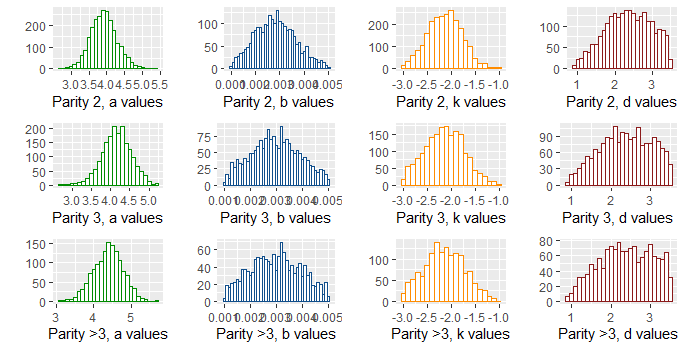 200
100
0
3.0 3.5 4.0 4.5 5.0 5.5
Parity 2, a values
100
50
0
0.001 0.002 0.003 0.004 0.005
Parity 2, b values
200
100
0
-3.0 -2.5 -2.0 -1.5 -1.0
Parity 2, k values
100
50
0
1 2 3
Parity 2, d values
200
150
100
50
0
3.0 3.5 4.0 4.5 5.0
Parity 3, a values
75
50
25
0
0.001 0.002 0.003 0.004 0.005
Parity 3, b values
150
100
50
0
-3.0 -2.5 -2.0 -1.5 -1.0
Parity 3, k values
90
60
30
0
1 2 3
Parity 3, d values
150
100
50
0
3 4 5
Parity >3, a values
60
40
20
0
0.001 0.002 0.003 0.004 0.005
Parity >3, b values
100
50
0
-3.0 -2.5 -2.0 -1.5 -1.0
Parity >3, k values
80
60
40
20
0
1 2 3
Parity >3, d values